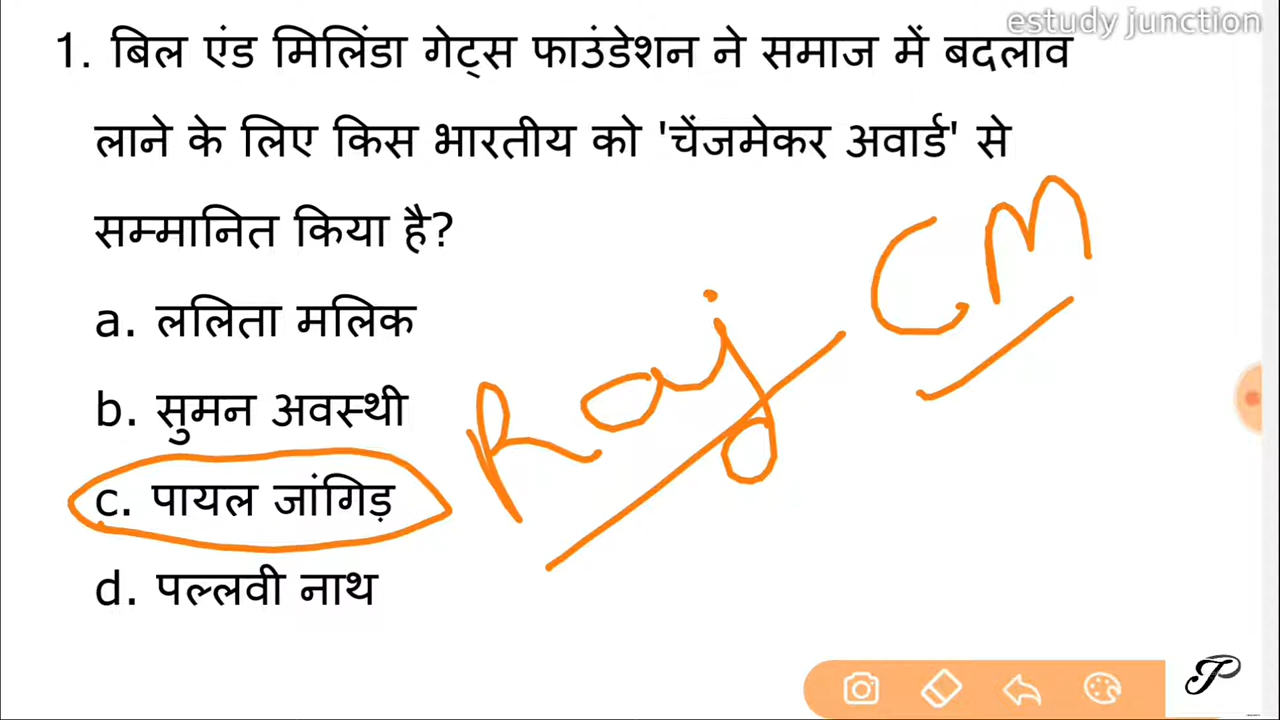 estudy junction
1. बिल एंड मिलिंडा गेट्स फाउंडेशन ने समाज में बदलाव
लाने के लिए किस भारतीय को 'चेंजमेकर अवार्ड' से
सम्मानित किया है?
a. ललिता मलिक
b. सुमन अवस्थी
c. पायल जांगिड़
d. पल्लवी नाथ
Raj CM